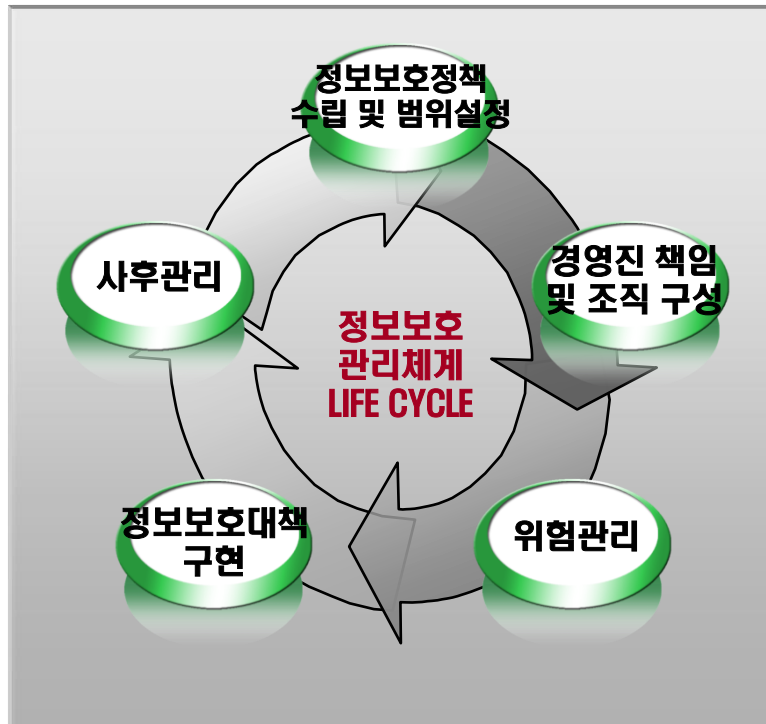 정보보호정책
수립 및 범위설정
경영진 책임
및 조직 구성
위험관리
정보보호대책
구현
사후관리
정보보호
관리체계
LIFE CYCLE